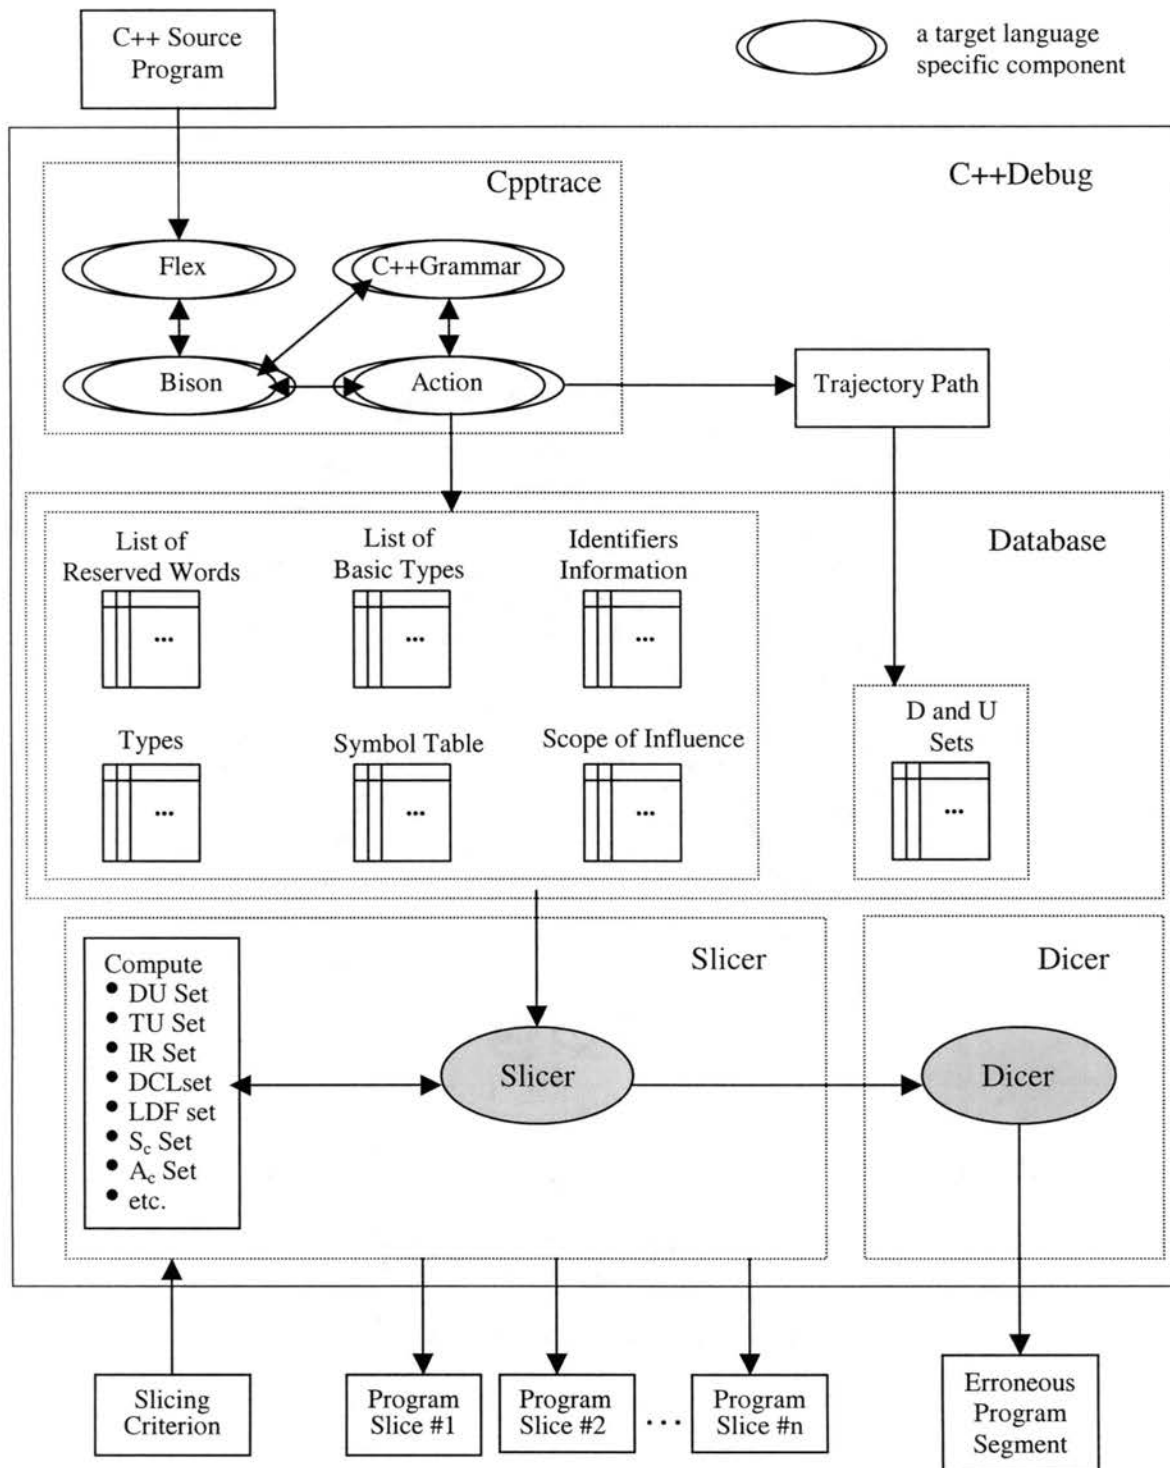 C++ Source
Program
a target language
specific component
C++Debug
Cpptrace
Flex
C++Grammar
Bison
Action
Trajectory Path
Database
List of
Reserved Words
...
List of
Basic Types
...
Identifiers
Information
...
Types
...
Symbol Table
...
Scope of Influence
...
D and U
Sets
...
Slicer
Compute
• DU Set
• TU Set
• IR Set
• DCLset
• LDF set
• Sc Set
• Ac Set
• etc.
Slicer
Dicer
Dicer
Slicing
Criterion
Program
Slice #1
Program
Slice #2
...
Program
Slice #n
Erroneous
Program
Segment